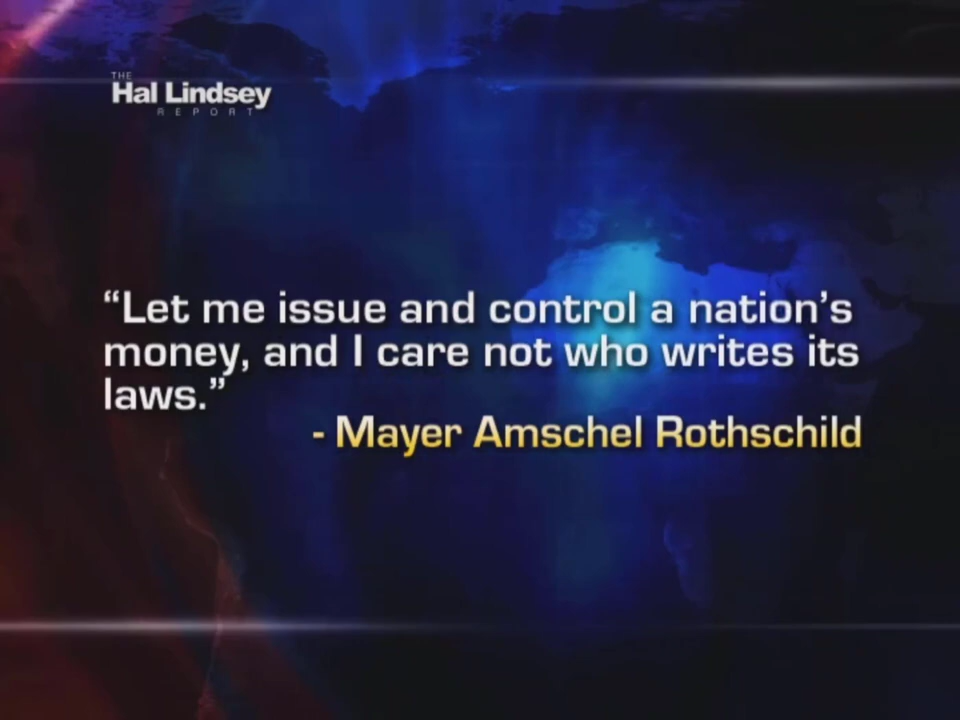 THE
Hal Lindsey
REPORT
“Let me issue and control a nation’s
money, and I care not who writes its
laws.”
- Mayer Amschel Rothschild